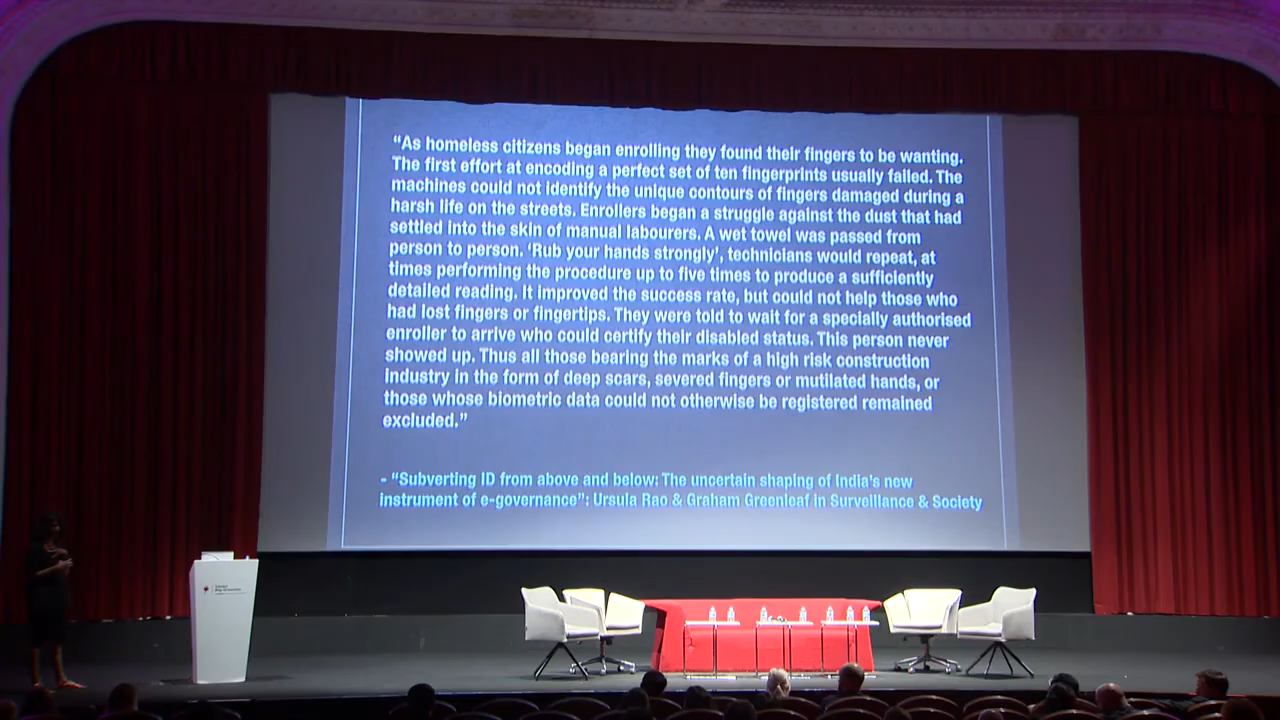 “As homeless citizens began enrolling they found their fingers to be wanting.
The first effort at encoding a perfect set of ten fingerprints usually failed. The
machines could not identify the unique contours of fingers damaged during a
harsh life on the streets. Enrollers began a struggle against the dust that had
settled into the skin of manual labourers. A wet towel was passed from
person to person. ‘Rub your hands strongly’, technicians would repeat, at
times performing the procedure up to five times to produce a sufficiently
detailed reading. It improved the success rate, but could not help those who
had lost fingers or fingertips. They were told to wait for a specially authorised
enroller to arrive who could certify their disabled status. This person never
showed up. Thus all those bearing the marks of a high risk construction
industry in the form of deep scars, severed fingers or mutilated hands, or
those whose biometric data could not otherwise be registered remained
excluded.”
- “Subverting ID from above and below: The uncertain shaping of India’s new
instrument of e-governance”: Ursula Rao & Graham Greenleaf in Surveillance & Society